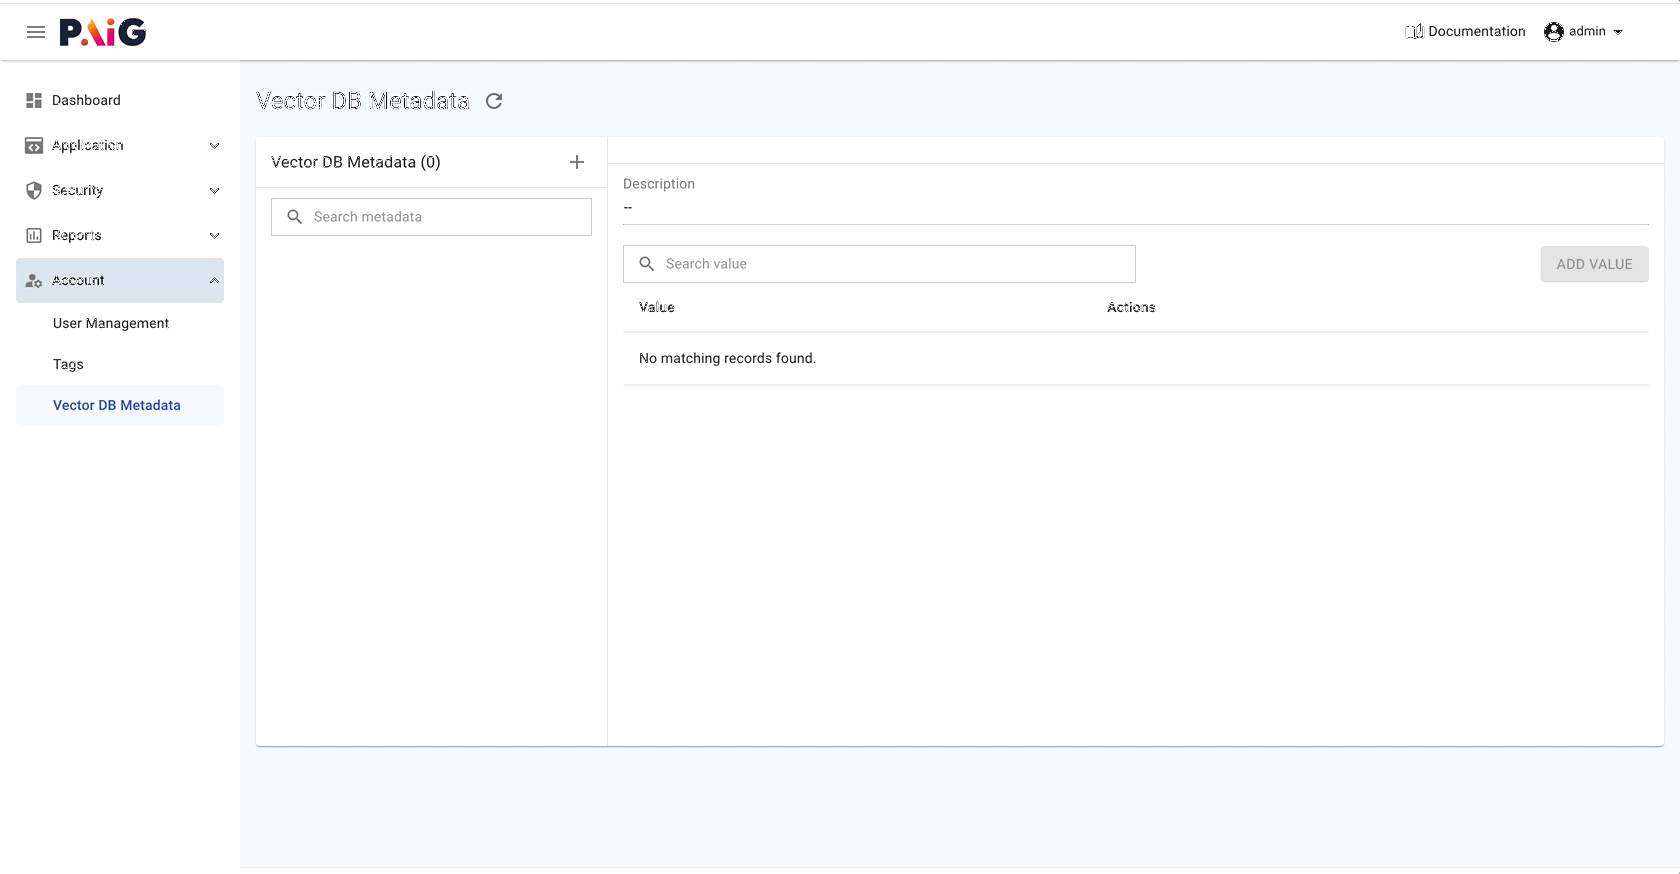 PAiG
Documentation
admin
Dashboard
Application
Security
Reports
Account
User Management
Tags
Vector DB Metadata
Vector DB Metadata
Vector DB Metadata (0)
Search metadata
Description
--
Search value
ADD VALUE
Value Actions
No matching records found.